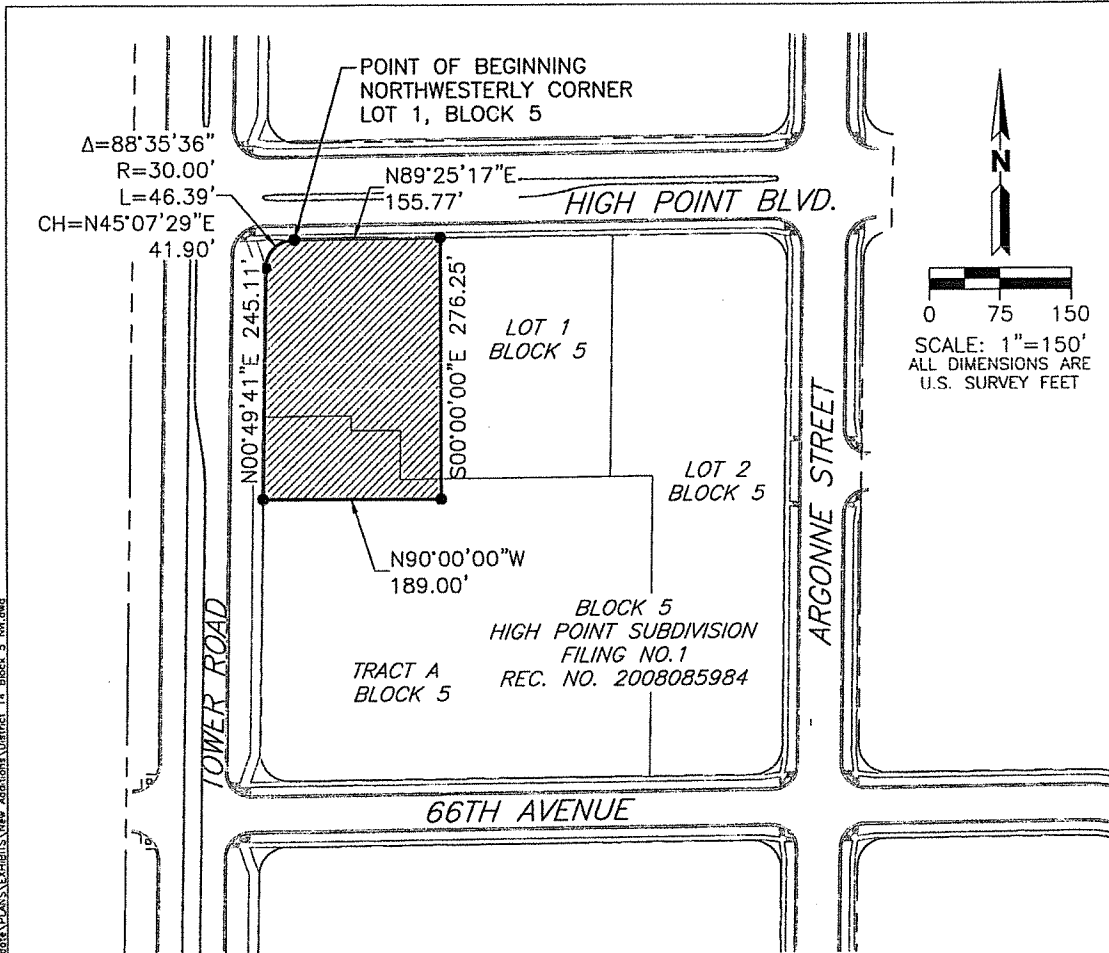 POINT OF BEGINNING
NORTHWESTERLY CORNER
LOT 1, BLOCK 5
Δ=88°35'36"
R=30.00'
L=46.39'
CH=N45°07'29"E
41.90'
N89°25'17"E
155.77'
HIGH POINT BLVD.
N
0 75 150
SCALE: 1"=150'
ALL DIMENSIONS ARE
U.S. SURVEY FEET
N00°49'41"E 245.11'
S00°00'00"E 276.25'
LOT 1
BLOCK 5
LOT 2
BLOCK 5
ARGONNE STREET
N90°00'00"W
189.00'
BLOCK 5
HIGH POINT SUBDIVISION
FILING NO.1
REC. NO. 2008085984
TRACT A
BLOCK 5
TOWER ROAD
66TH AVENUE